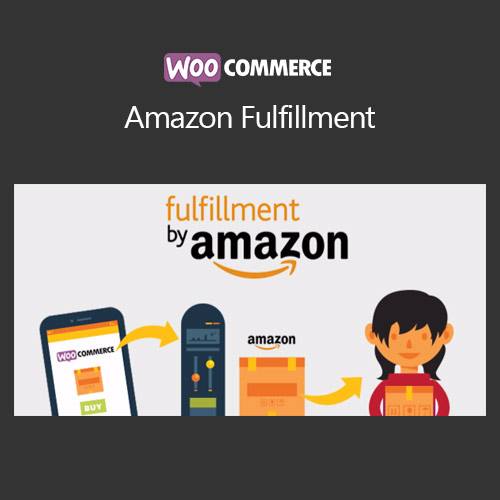 WOO COMMERCE
Amazon Fulfillment
fulfillment
by amazon
WOO COMMERCE
BUY
amazon